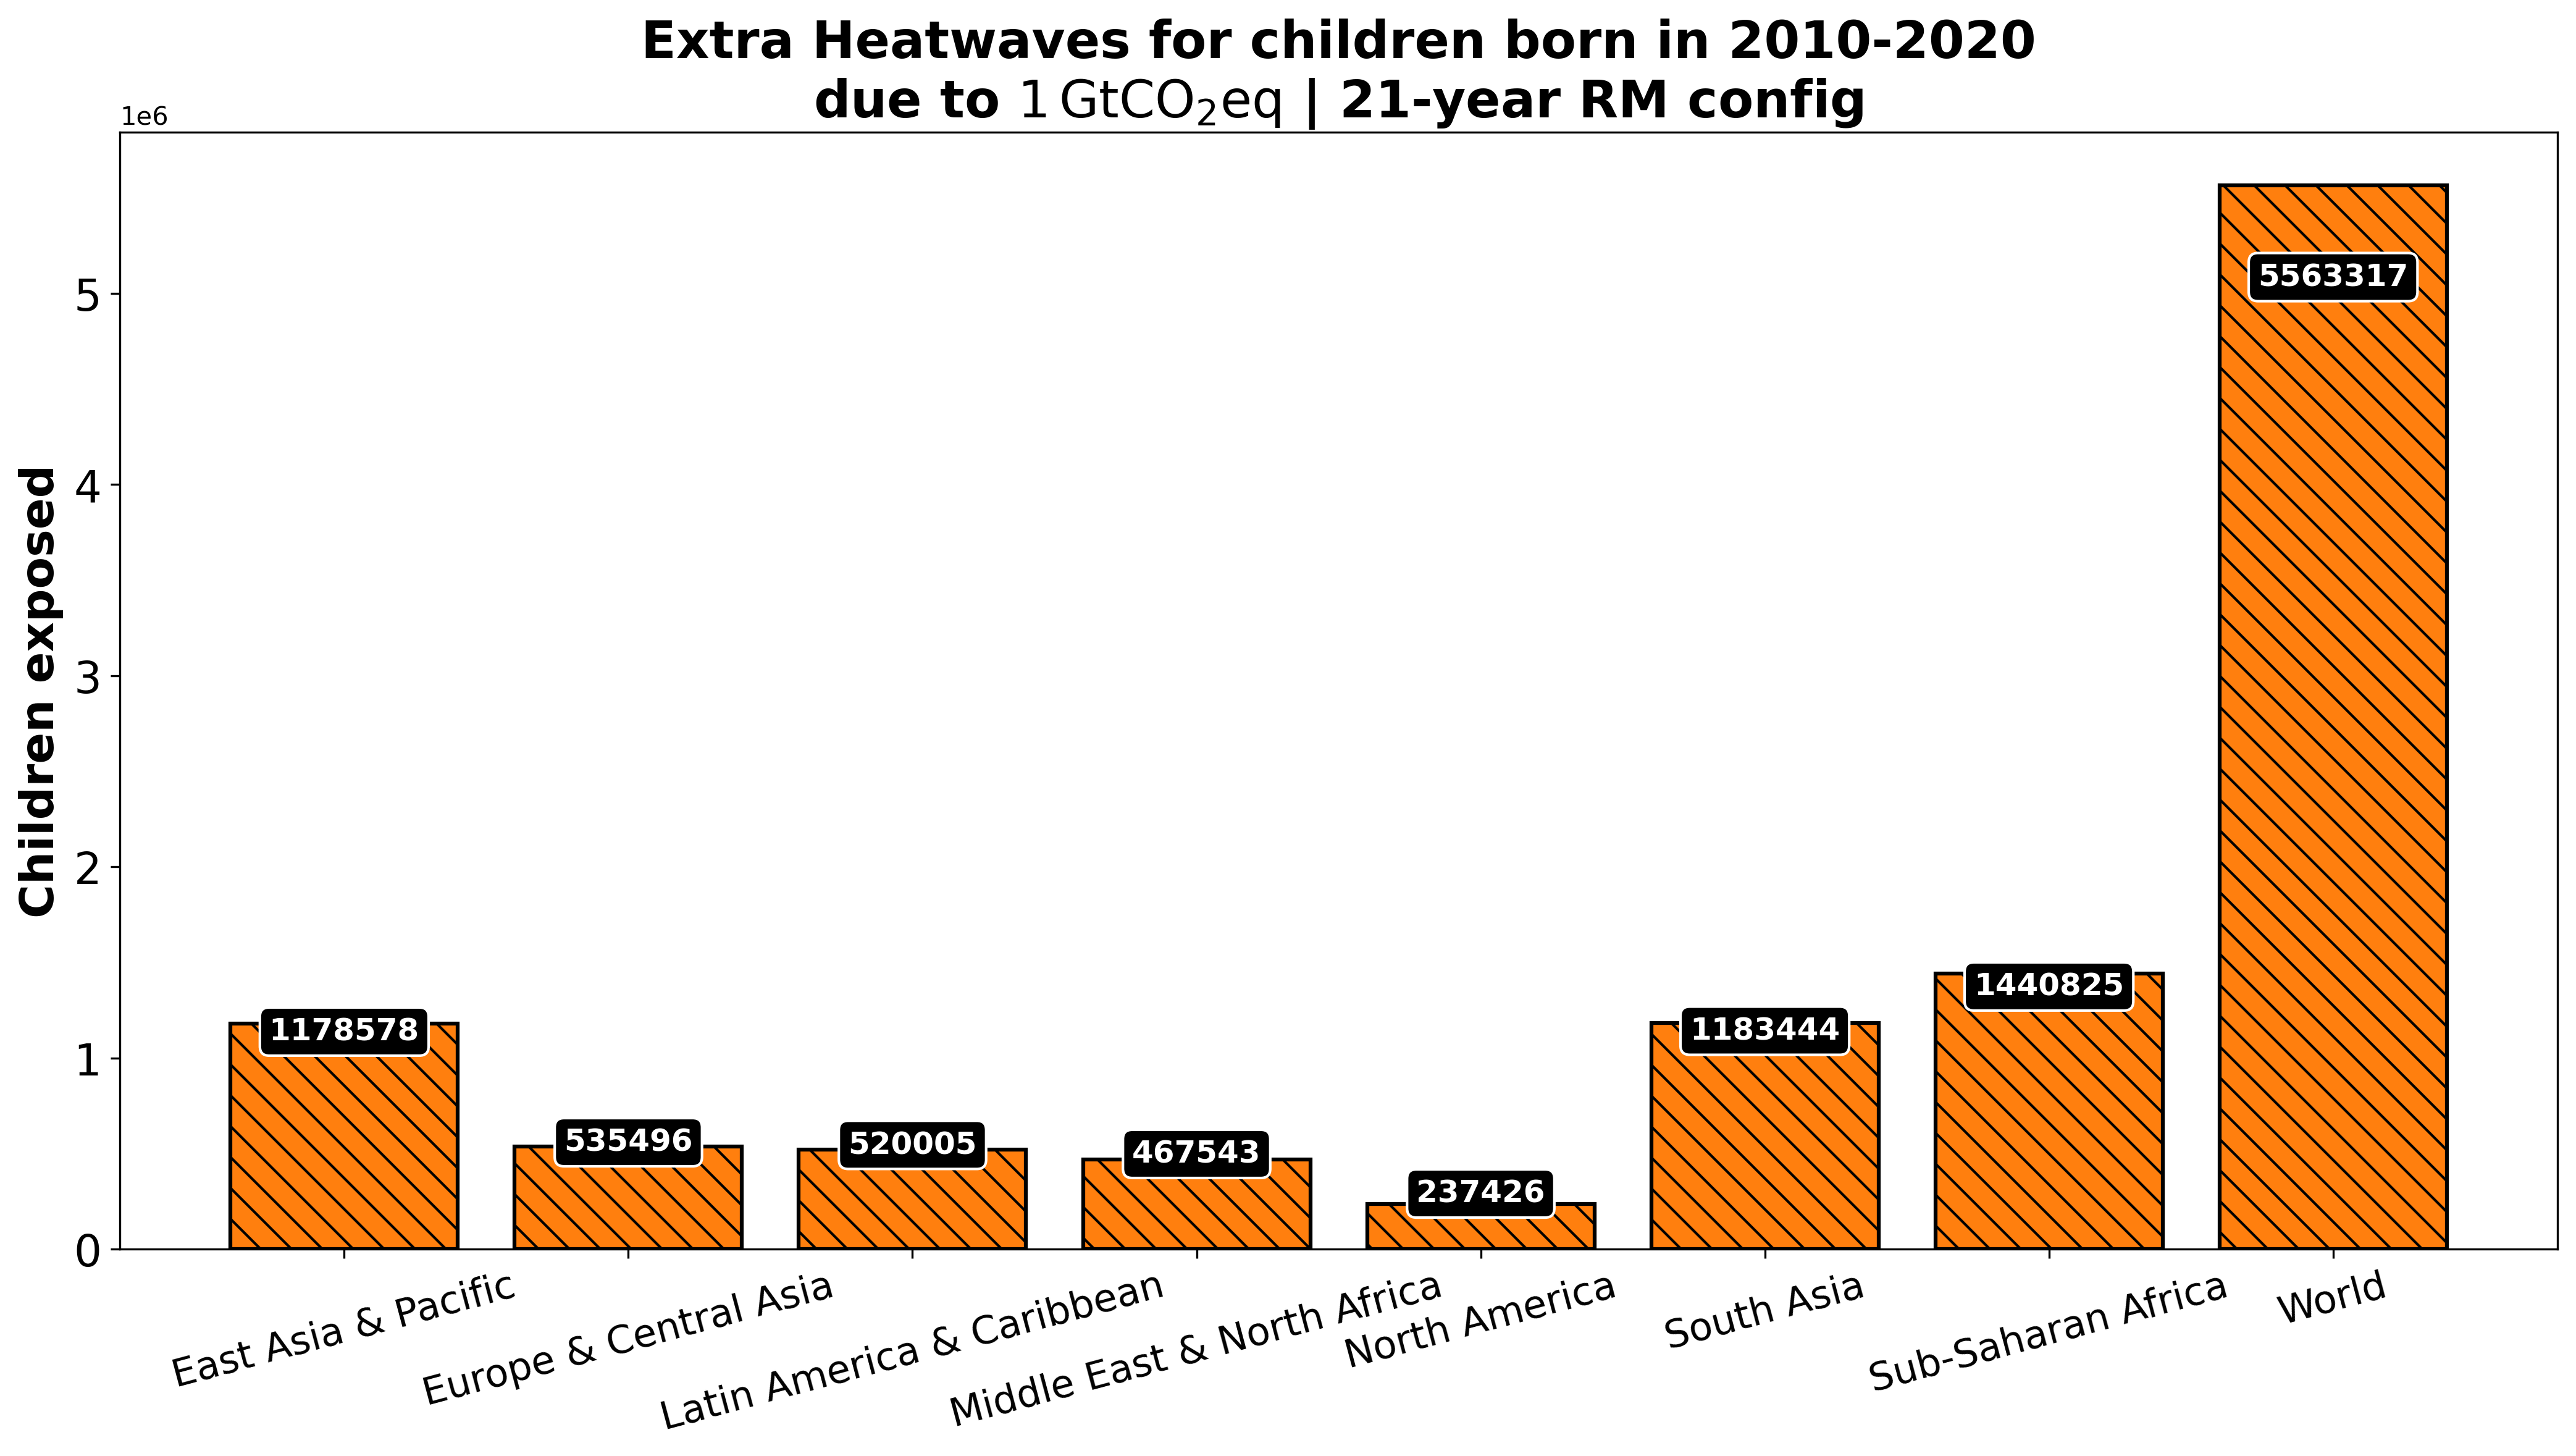 Extra Heatwaves for children born in 2010-2020
due to 1 GtCO₂eq | 21-year RM config
1e6
Children exposed
5
4
3
2
1
0
1178578
535496
520005
467543
237426
1183444
1440825
5563317
East Asia & Pacific
Europe & Central Asia
Latin America & Caribbean
Middle East & North Africa
North America
South Asia
Sub-Saharan Africa
World